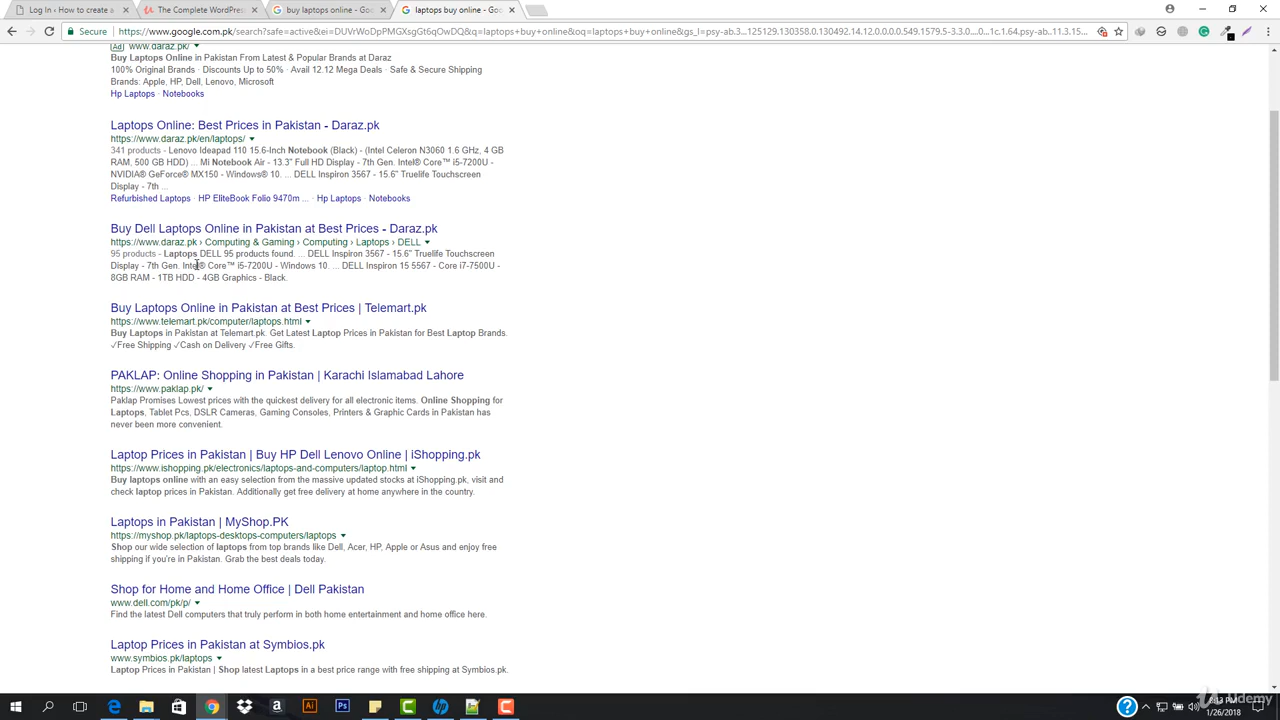 Log In ‹ How to create a
The Complete WordPres
buy laptops online - Goo
laptops buy online - Goo
Secure
https://www.google.com.pk/search?safe=active&ei=DUVrWoDpPMGXsgGt6qOwDQ&q=laptops+buy+online&oq=laptops+buy+online&gs_l=psy-ab.3...125129.130358.0.130492.14.12.0.0.0.0.549.1579.5-3.3.0....0...1c.1.64.psy-ab..11.3.15...
Ad www.daraz.pk/
Buy Laptops Online in Pakistan From Latest & Popular Brands at Daraz
100% Original Brands · Discounts Up to 50% · Avail 12.12 Mega Deals · Safe & Secure Shipping
Brands: Apple, HP, Dell, Lenovo, Microsoft
Hp Laptops · Notebooks
Laptops Online: Best Prices in Pakistan - Daraz.pk
https://www.daraz.pk/en/laptops/
341 products - Lenovo Ideapad 110 15.6-Inch Notebook (Black) - (Intel Celeron N3060 1.6 GHz, 4 GB
RAM, 500 GB HDD) ... Mi Notebook Air - 13.3" Full HD Display - 7th Gen. Intel® Core™ i5-7200U -
NVIDIA® GeForce® MX150 - Windows® 10. ... DELL Inspiron 3567 - 15.6" Truelife Touchscreen
Display - 7th ...
Refurbished Laptops · HP EliteBook Folio 9470m ... · Hp Laptops · Notebooks
Buy Dell Laptops Online in Pakistan at Best Prices - Daraz.pk
https://www.daraz.pk › Computing & Gaming › Computing › Laptops › DELL
95 products - Laptops DELL 95 products found. ... DELL Inspiron 3567 - 15.6" Truelife Touchscreen
Display - 7th Gen. Intel® Core™ i5-7200U - Windows 10. ... DELL Inspiron 15 5567 - Core i7-7500U -
8GB RAM - 1TB HDD - 4GB Graphics - Black.
Buy Laptops Online in Pakistan at Best Prices | Telemart.pk
https://www.telemart.pk/computer/laptops.html
Buy Laptops in Pakistan at Telemart.pk. Get Latest Laptop Prices in Pakistan for Best Laptop Brands.
✓Free Shipping ✓Cash on Delivery ✓Free Gifts.
PAKLAP: Online Shopping in Pakistan | Karachi Islamabad Lahore
https://www.paklap.pk/
Paklap Promises Lowest prices with the quickest delivery for all electronic items. Online Shopping for
Laptops, Tablet Pcs, DSLR Cameras, Gaming Consoles, Printers & Graphic Cards in Pakistan has
never been more convenient.
Laptop Prices in Pakistan | Buy HP Dell Lenovo Online | iShopping.pk
https://www.ishopping.pk/electronics/laptops-and-computers/laptop.html
Buy laptops online with an easy selection from the massive updated stocks at iShopping.pk, visit and
check laptop prices in Pakistan. Additionally get free delivery at home anywhere in the country.
Laptops in Pakistan | MyShop.PK
https://myshop.pk/laptops-desktops-computers/laptops
Shop our wide selection of laptops from top brands like Dell, Acer, HP, Apple or Asus and enjoy free
shipping if you're in Pakistan. Grab the best deals today.
Shop for Home and Home Office | Dell Pakistan
www.dell.com/pk/p/
Find the latest Dell computers that truly perform in both home entertainment and home office here.
Laptop Prices in Pakistan at Symbios.pk
www.symbios.pk/laptops
Laptop Prices in Pakistan | Shop latest Laptops in a best price range with free shipping at Symbios.pk.
Udemy
1/26/2018